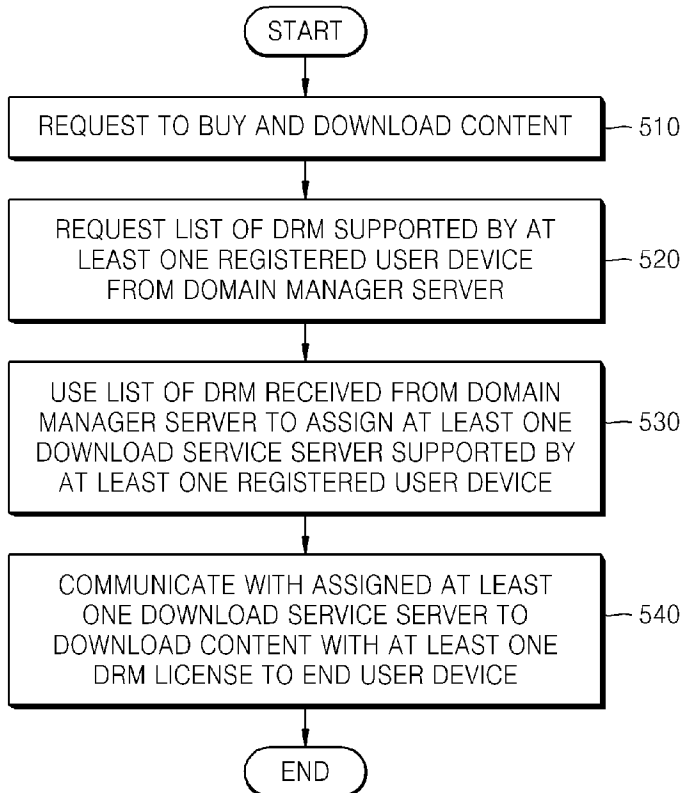 START
REQUEST TO BUY AND DOWNLOAD CONTENT
510
REQUEST LIST OF DRM SUPPORTED BY AT
LEAST ONE REGISTERED USER DEVICE
FROM DOMAIN MANAGER SERVER
520
USE LIST OF DRM RECEIVED FROM DOMAIN
MANAGER SERVER TO ASSIGN AT LEAST ONE
DOWNLOAD SERVICE SERVER SUPPORTED BY
AT LEAST ONE REGISTERED USER DEVICE
530
COMMUNICATE WITH ASSIGNED AT LEAST
ONE DOWNLOAD SERVICE SERVER TO
DOWNLOAD CONTENT WITH AT LEAST ONE
DRM LICENSE TO END USER DEVICE
540
END